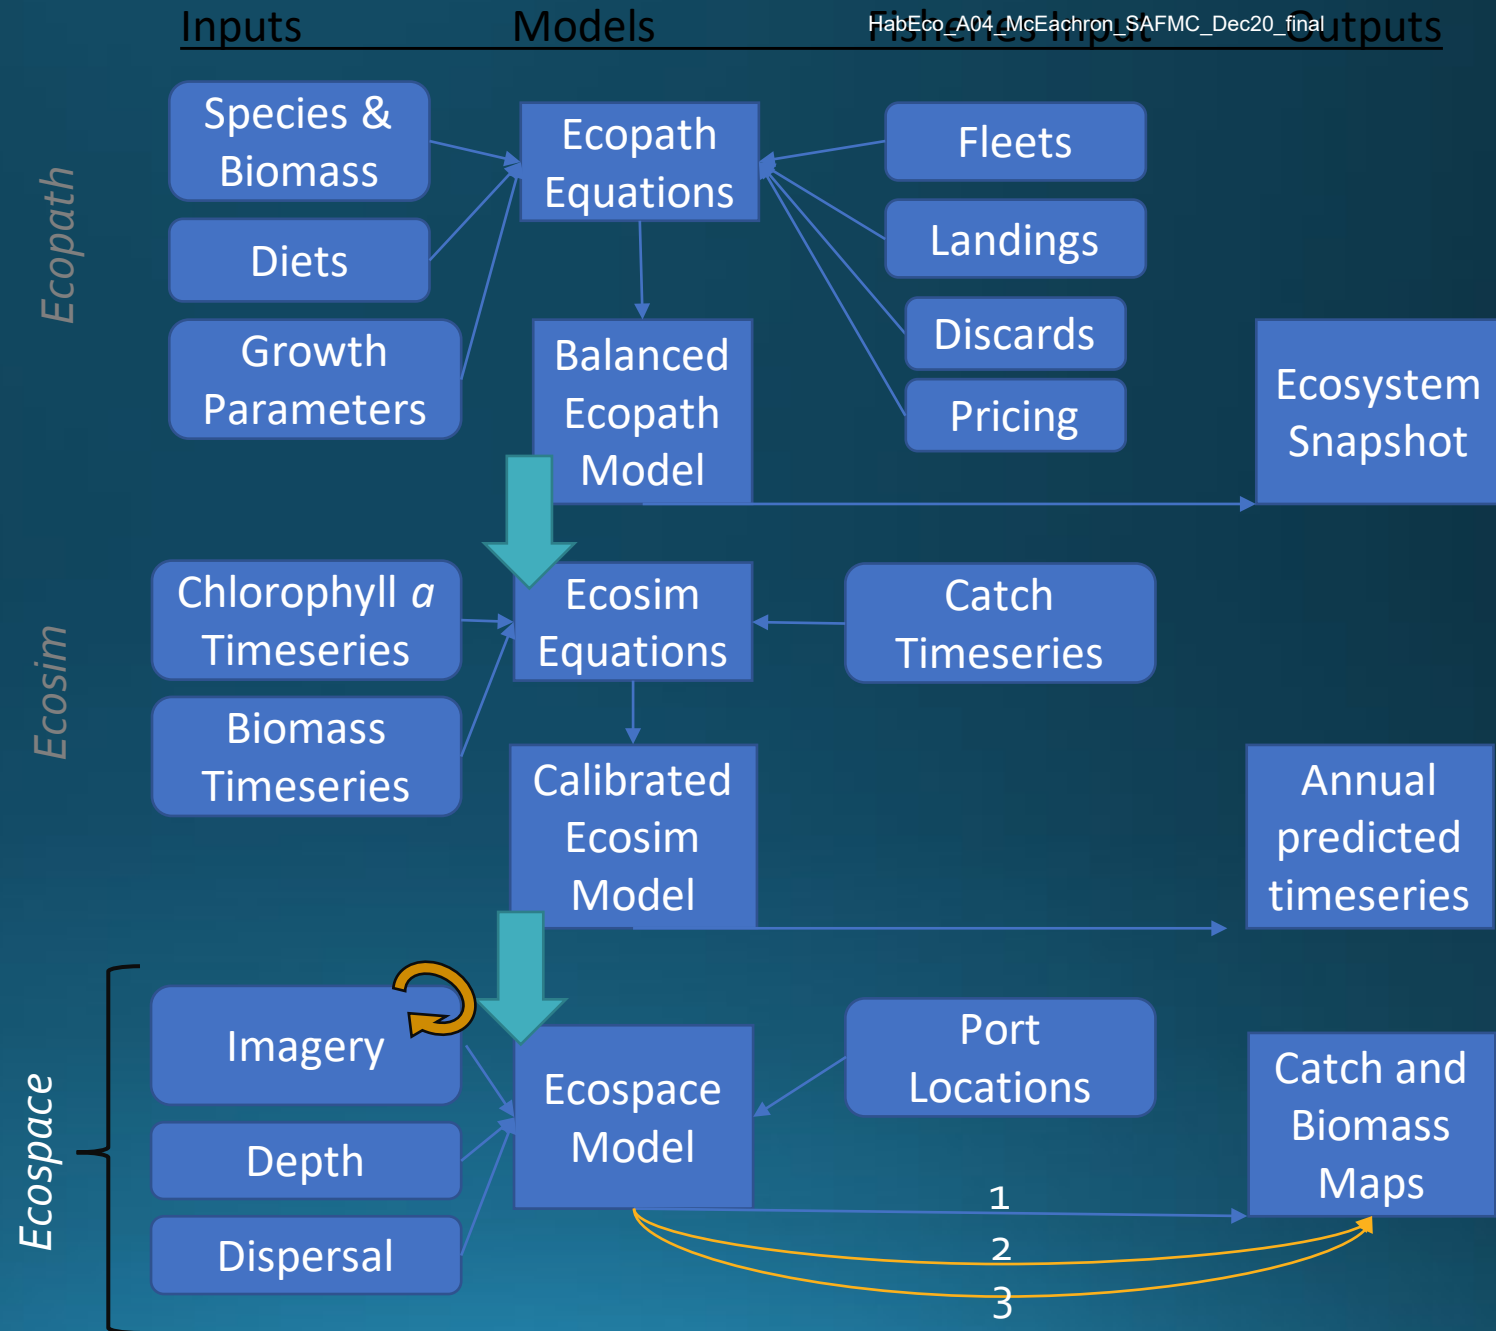 Inputs
Models
Fisheries Input
Outputs
HabEco_A04_McEachron_SAFMC_Dec20_final
Ecopath
Species &
Biomass
Diets
Growth
Parameters
Ecopath
Equations
Balanced
Ecopath
Model
Fleets
Landings
Discards
Pricing
Ecosystem
Snapshot
Ecosim
Chlorophyll a
Timeseries
Biomass
Timeseries
Ecosim
Equations
Calibrated
Ecosim
Model
Catch
Timeseries
Annual
predicted
timeseries
Ecospace
Imagery
Depth
Dispersal
Ecospace
Model
Port
Locations
1
2
3
Catch and
Biomass
Maps